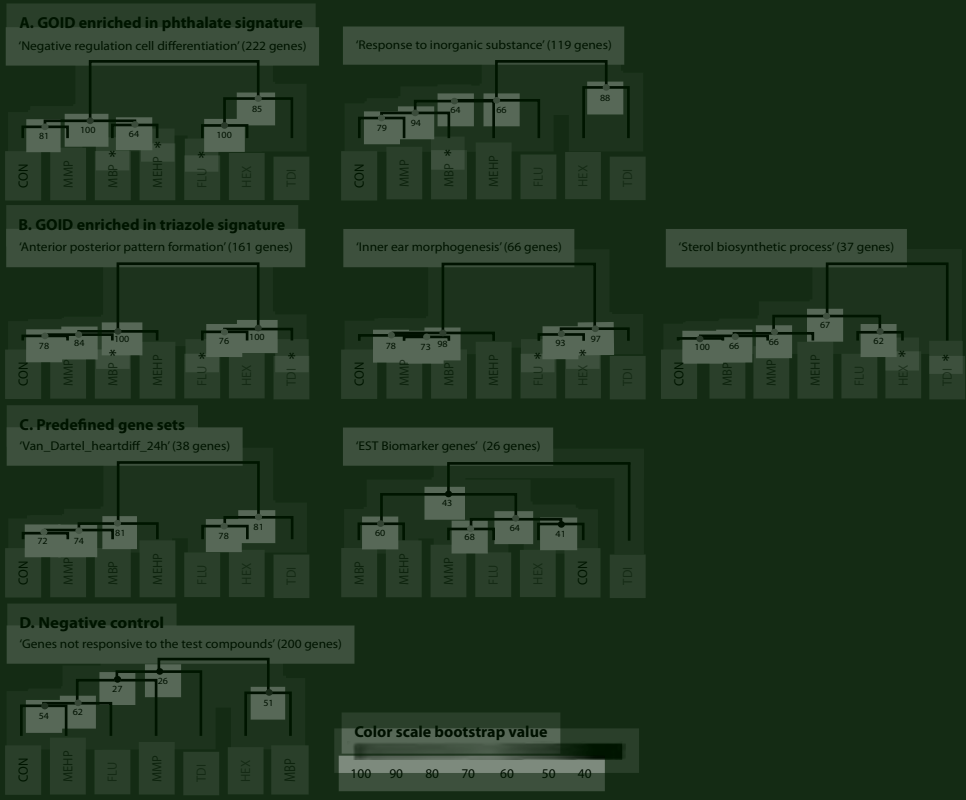 A. GOID enriched in phthalate signature
'Negative regulation cell differentiation' (222 genes)
'Response to inorganic substance' (119 genes)
85
88
81
100
64
100
79
94
64
66
*
*
*
*
CON
MMP
MBP
MEHP
FLU
HEX
TDI
CON
MMP
MBP
MEHP
FLU
HEX
TDI
B. GOID enriched in triazole signature
'Anterior posterior pattern formation' (161 genes)
'Inner ear morphogenesis' (66 genes)
'Sterol biosynthetic process' (37 genes)
78
84
100
76
100
78
73
98
93
97
100
66
66
67
62
*
*
*
*
*
*
*
CON
MMP
MBP
MEHP
FLU
HEX
TDI
CON
MMP
MBP
MEHP
FLU
HEX
TDI
CON
MBP
MMP
MEHP
FLU
HEX
TDI
C. Predefined gene sets
'Van_Dartel_heartdiff_24h' (38 genes)
'EST Biomarker genes' (26 genes)
72
74
81
78
81
43
60
68
64
41
CON
MMP
MBP
MEHP
FLU
HEX
TDI
MBP
MEHP
MMP
FLU
HEX
CON
TDI
D. Negative control
'Genes not responsive to the test compounds' (200 genes)
54
62
27
26
51
CON
MEHP
FLU
MMP
TDI
HEX
MBP
Color scale bootstrap value
100 90 80 70 60 50 40